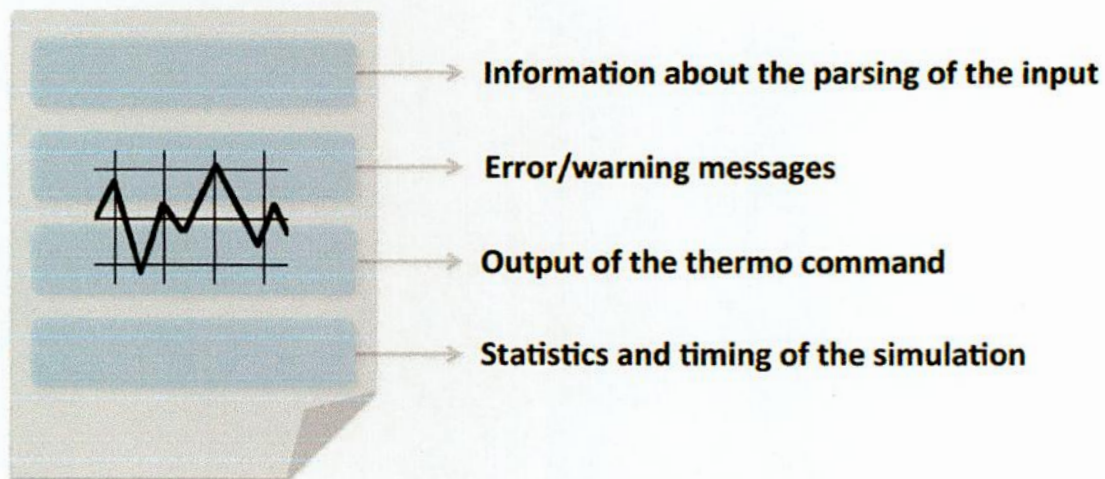 Information about the parsing of the input
Error/warning messages
Output of the thermo command
Statistics and timing of the simulation